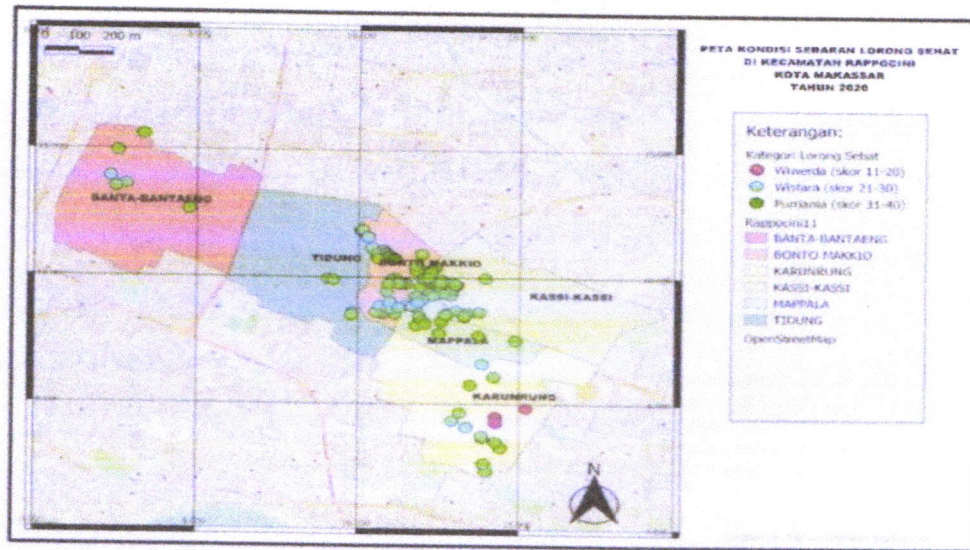 0 100 200 m
PETA KONDISI SEBARAN LORONG SEHAT
DI KECAMATAN RAPPOCINI
KOTA MAKASSAR
TAHUN 2020
Keterangan:
Kategori Lorong Sehat
Wiwerda (skor 11-20)
Wistara (skor 21-30)
Purnama (skor 31-40)
Rappocini11
BANTA-BANTAENG
BONTO MAKKIO
KARUNRUNG
KASSI-KASSI
MAPPALA
TIDUNG
OpenStreetMap
BANTA-BANTAENG
TIDUNG
BONTO MAKKIO
KASSI-KASSI
MAPPALA
KARUNRUNG
N